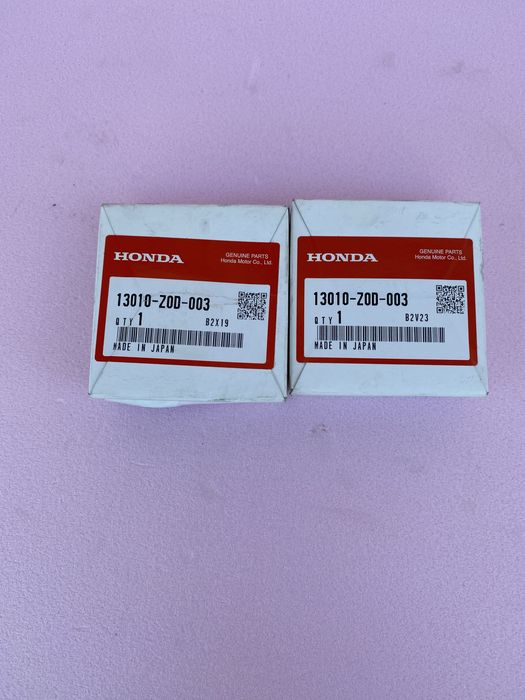 HONDA
GENUINE PARTS
Honda Motor Co., Ltd.
13010-Z0D-003
QTY 1
B2X19
MADE IN JAPAN
HONDA
GENUINE PARTS
Honda Motor Co., Ltd.
13010-Z0D-003
QTY 1
B2V23
MADE IN JAPAN